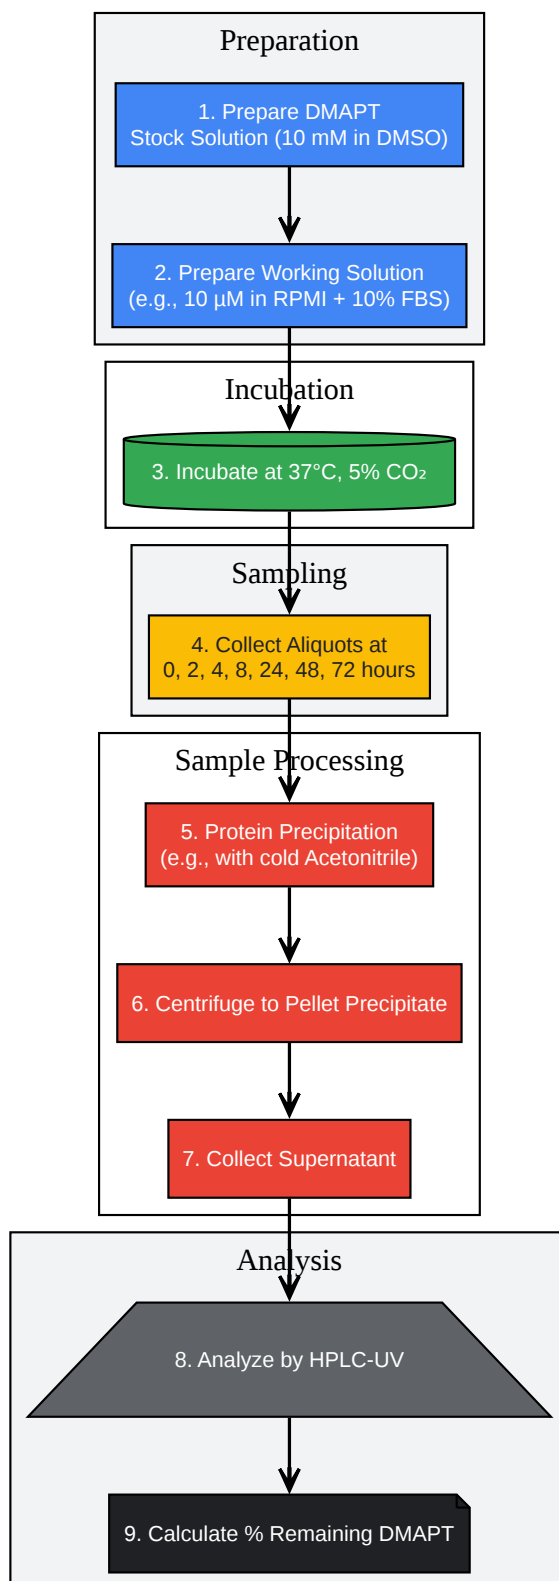 Preparation
1. Prepare DMAPT
Stock Solution (10 mM in DMSO)
2. Prepare Working Solution
(e.g., 10 µM in RPMI + 10% FBS)
Incubation
3. Incubate at 37°C, 5% CO₂
Sampling
4. Collect Aliquots at
0, 2, 4, 8, 24, 48, 72 hours
Sample Processing
5. Protein Precipitation
(e.g., with cold Acetonitrile)
6. Centrifuge to Pellet Precipitate
7. Collect Supernatant
Analysis
8. Analyze by HPLC-UV
9. Calculate % Remaining DMAPT